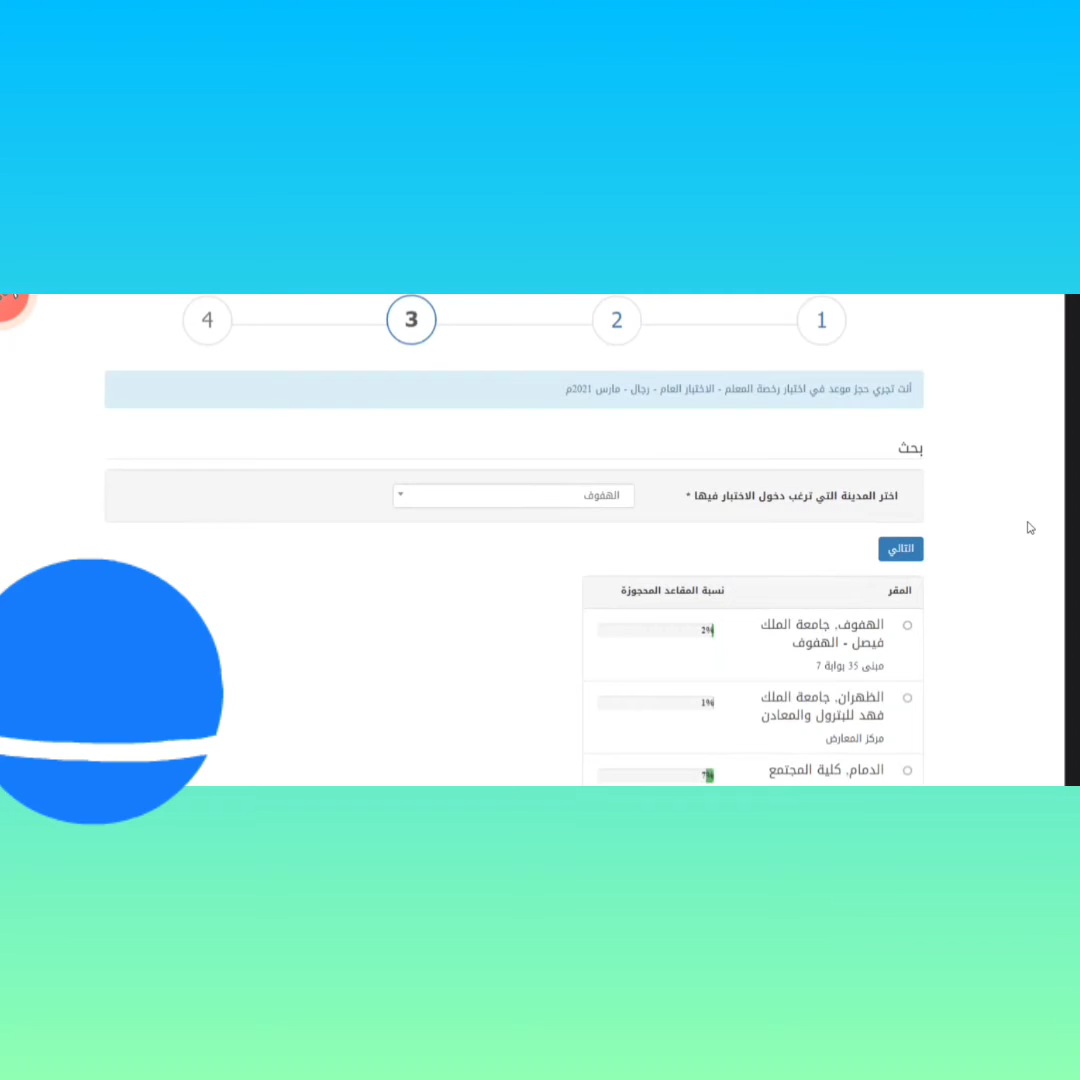 1 2 3 4
أنت تجري حجز موعد في اختبار رخصة المعلم - الاختبار العام - رجال - مارس 2021م
بحث
اختر المدينة التي ترغب دخول الاختبار فيها * الهفوف
التالي
المقر نسبة المقاعد المحجوزة
الهفوف، جامعة الملك
فيصل - الهفوف
2%
مبنى 35 بوابة 7
الظهران، جامعة الملك
فهد للبترول والمعادن
1%
مركز المعارض
الدمام، كلية المجتمع
7%